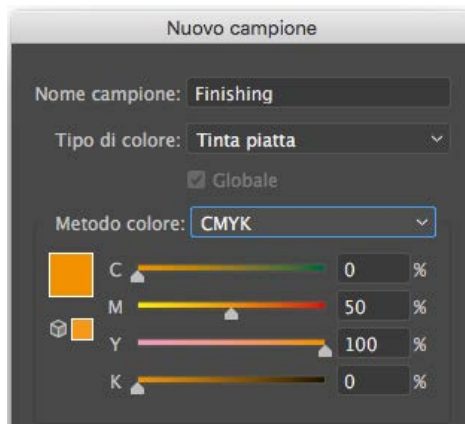 Nuovo campione
Nome campione: Finishing
Tipo di colore: Tinta piatta
Globale
Metodo colore: CMYK
C 0 %
M 50 %
Y 100 %
K 0 %